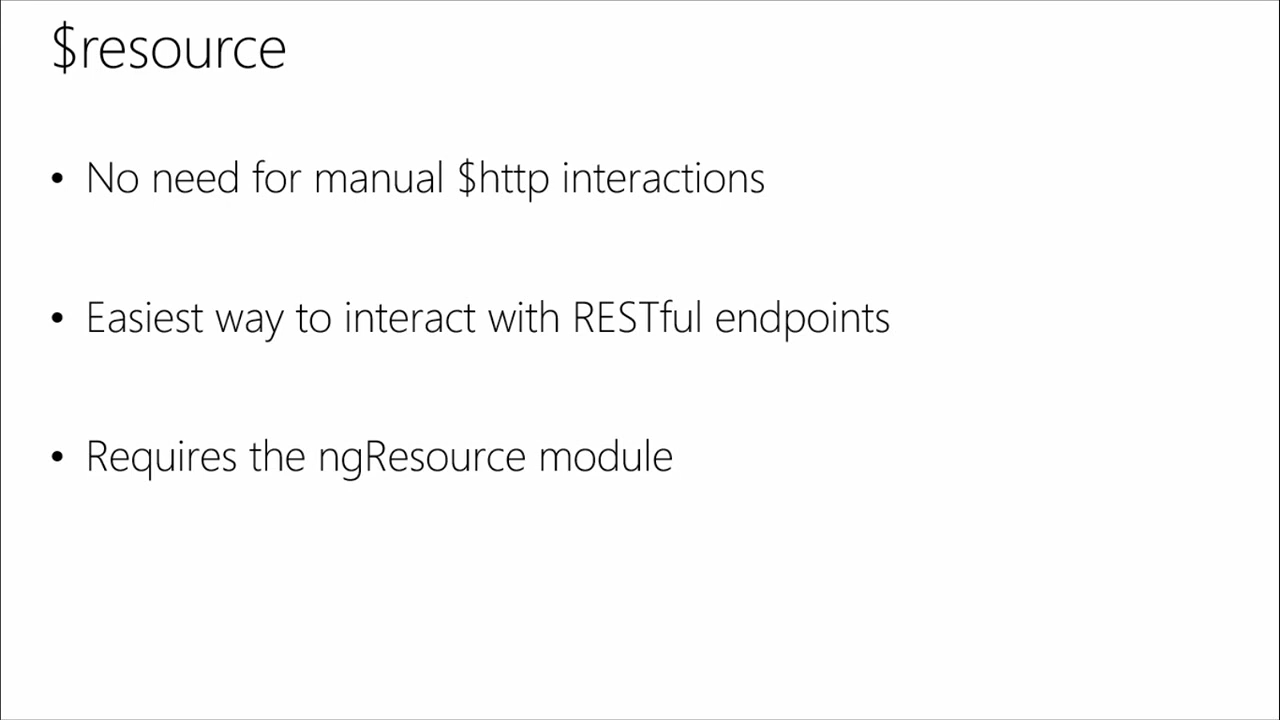 $resource
• No need for manual $http interactions
• Easiest way to interact with RESTful endpoints
• Requires the ngResource module